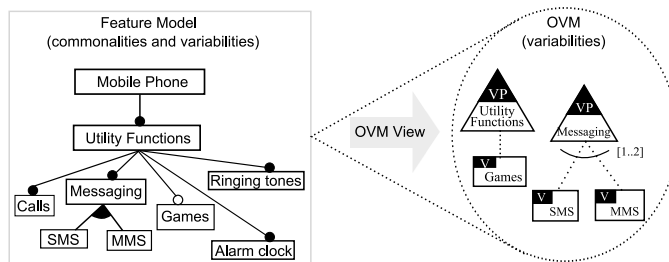 Feature Model
(commonalities and variabilities)
Mobile Phone
Utility Functions
Calls
Messaging
Games
Ringing tones
SMS
MMS
Alarm clock
OVM View
OVM
(variabilities)
VP
Utility
Functions
V
Games
VP
Messaging
[1..2]
V
SMS
V
MMS